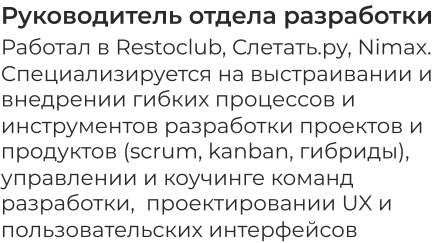 Руководитель отдела разработки
Работал в Restoclub, Слетать.ру, Nimax.
Специализируется на выстраивании и
внедрении гибких процессов и
инструментов разработки проектов и
продуктов (scrum, kanban, гибриды),
управлении и коучинге команд
разработки,  проектировании UX и
пользовательских интерфейсов